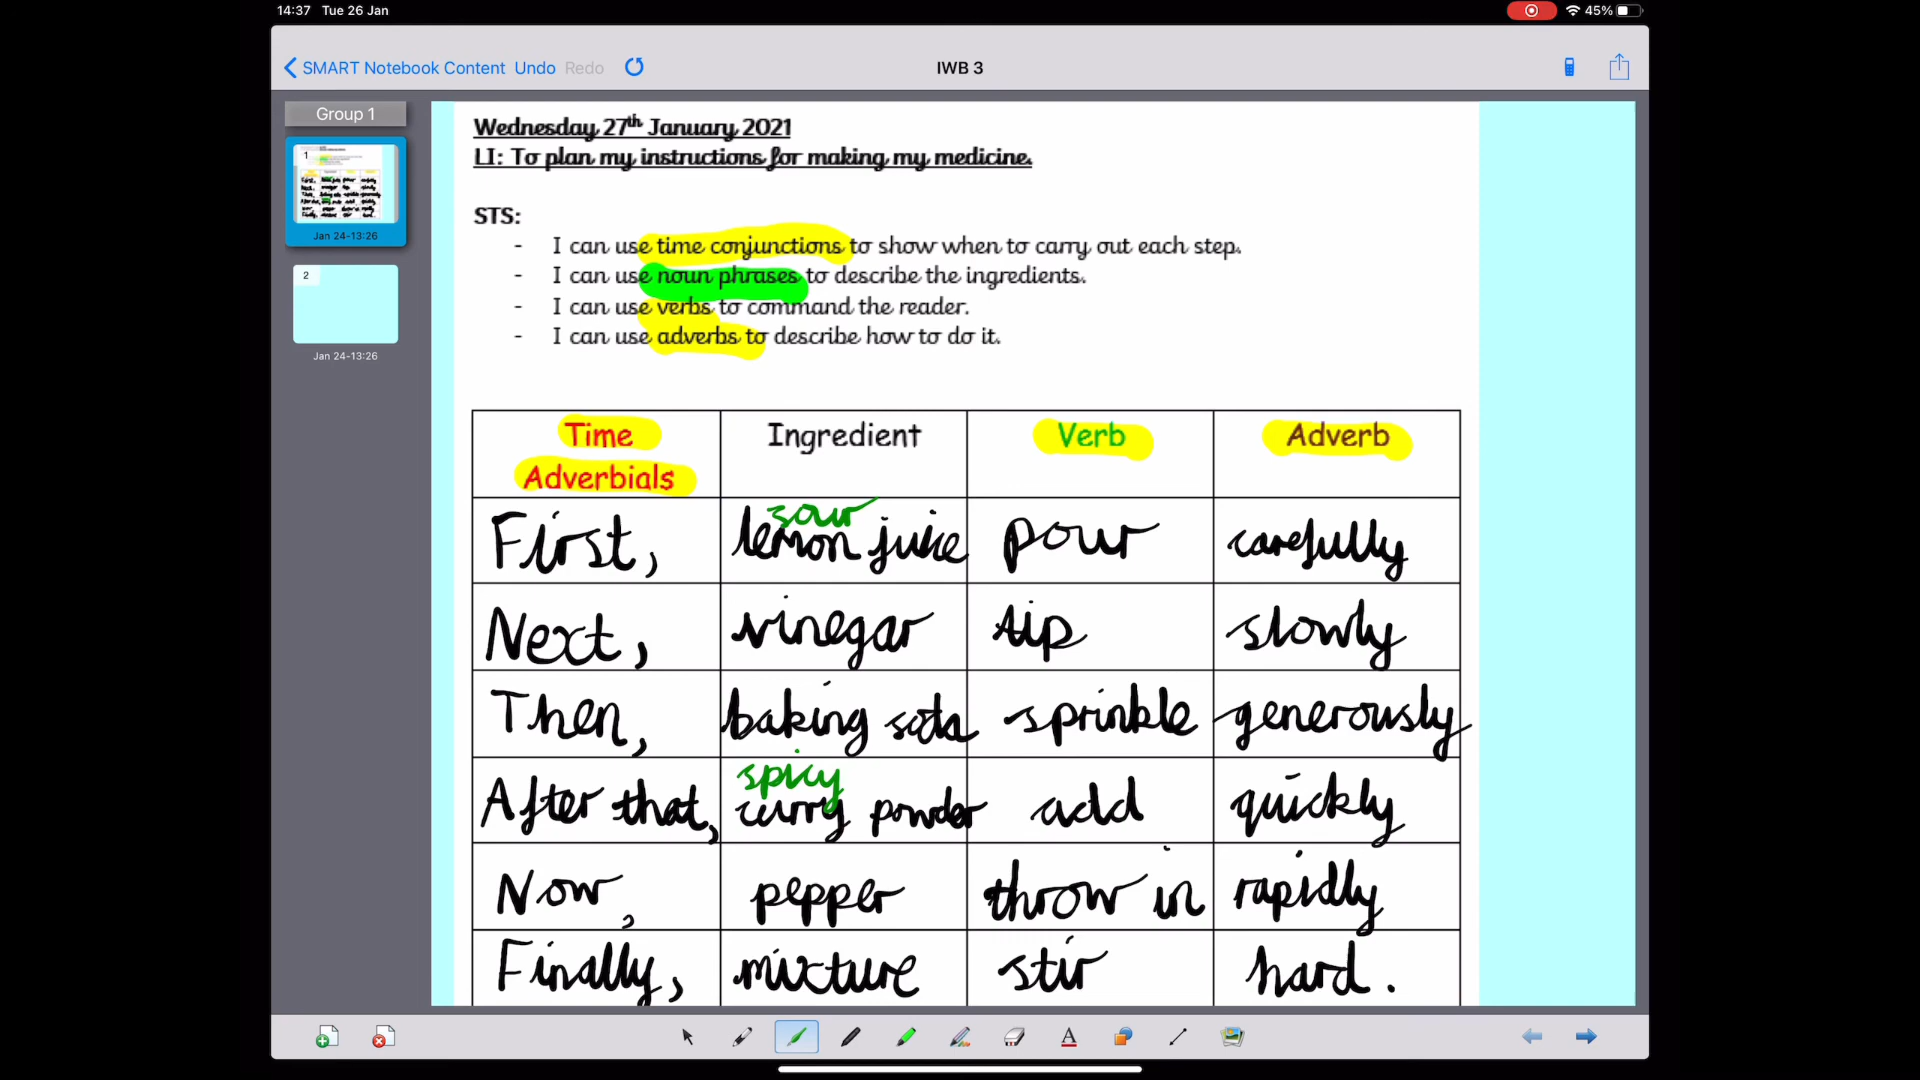 14:37 Tue 26 Jan
45%
SMART Notebook Content Undo Redo
IWB 3
Group 1
1
Jan 24-13:26
2
Jan 24-13:26
Wednesday 27th January 2021
LI: To plan my instructions for making my medicine.
STS:
- I can use time conjunctions to show when to carry out each step.
- I can use noun phrases to describe the ingredients.
- I can use verbs to command the reader.
- I can use adverbs to describe how to do it.
Time Adverbials Ingredient Verb Adverb
sour
First, lemon juice pour carefully
Next, vinegar tip slowly
Then, baking soda sprinkle generously
spicy
After that, curry powder add quickly
Now, pepper throw in rapidly
Finally, mixture stir hard.